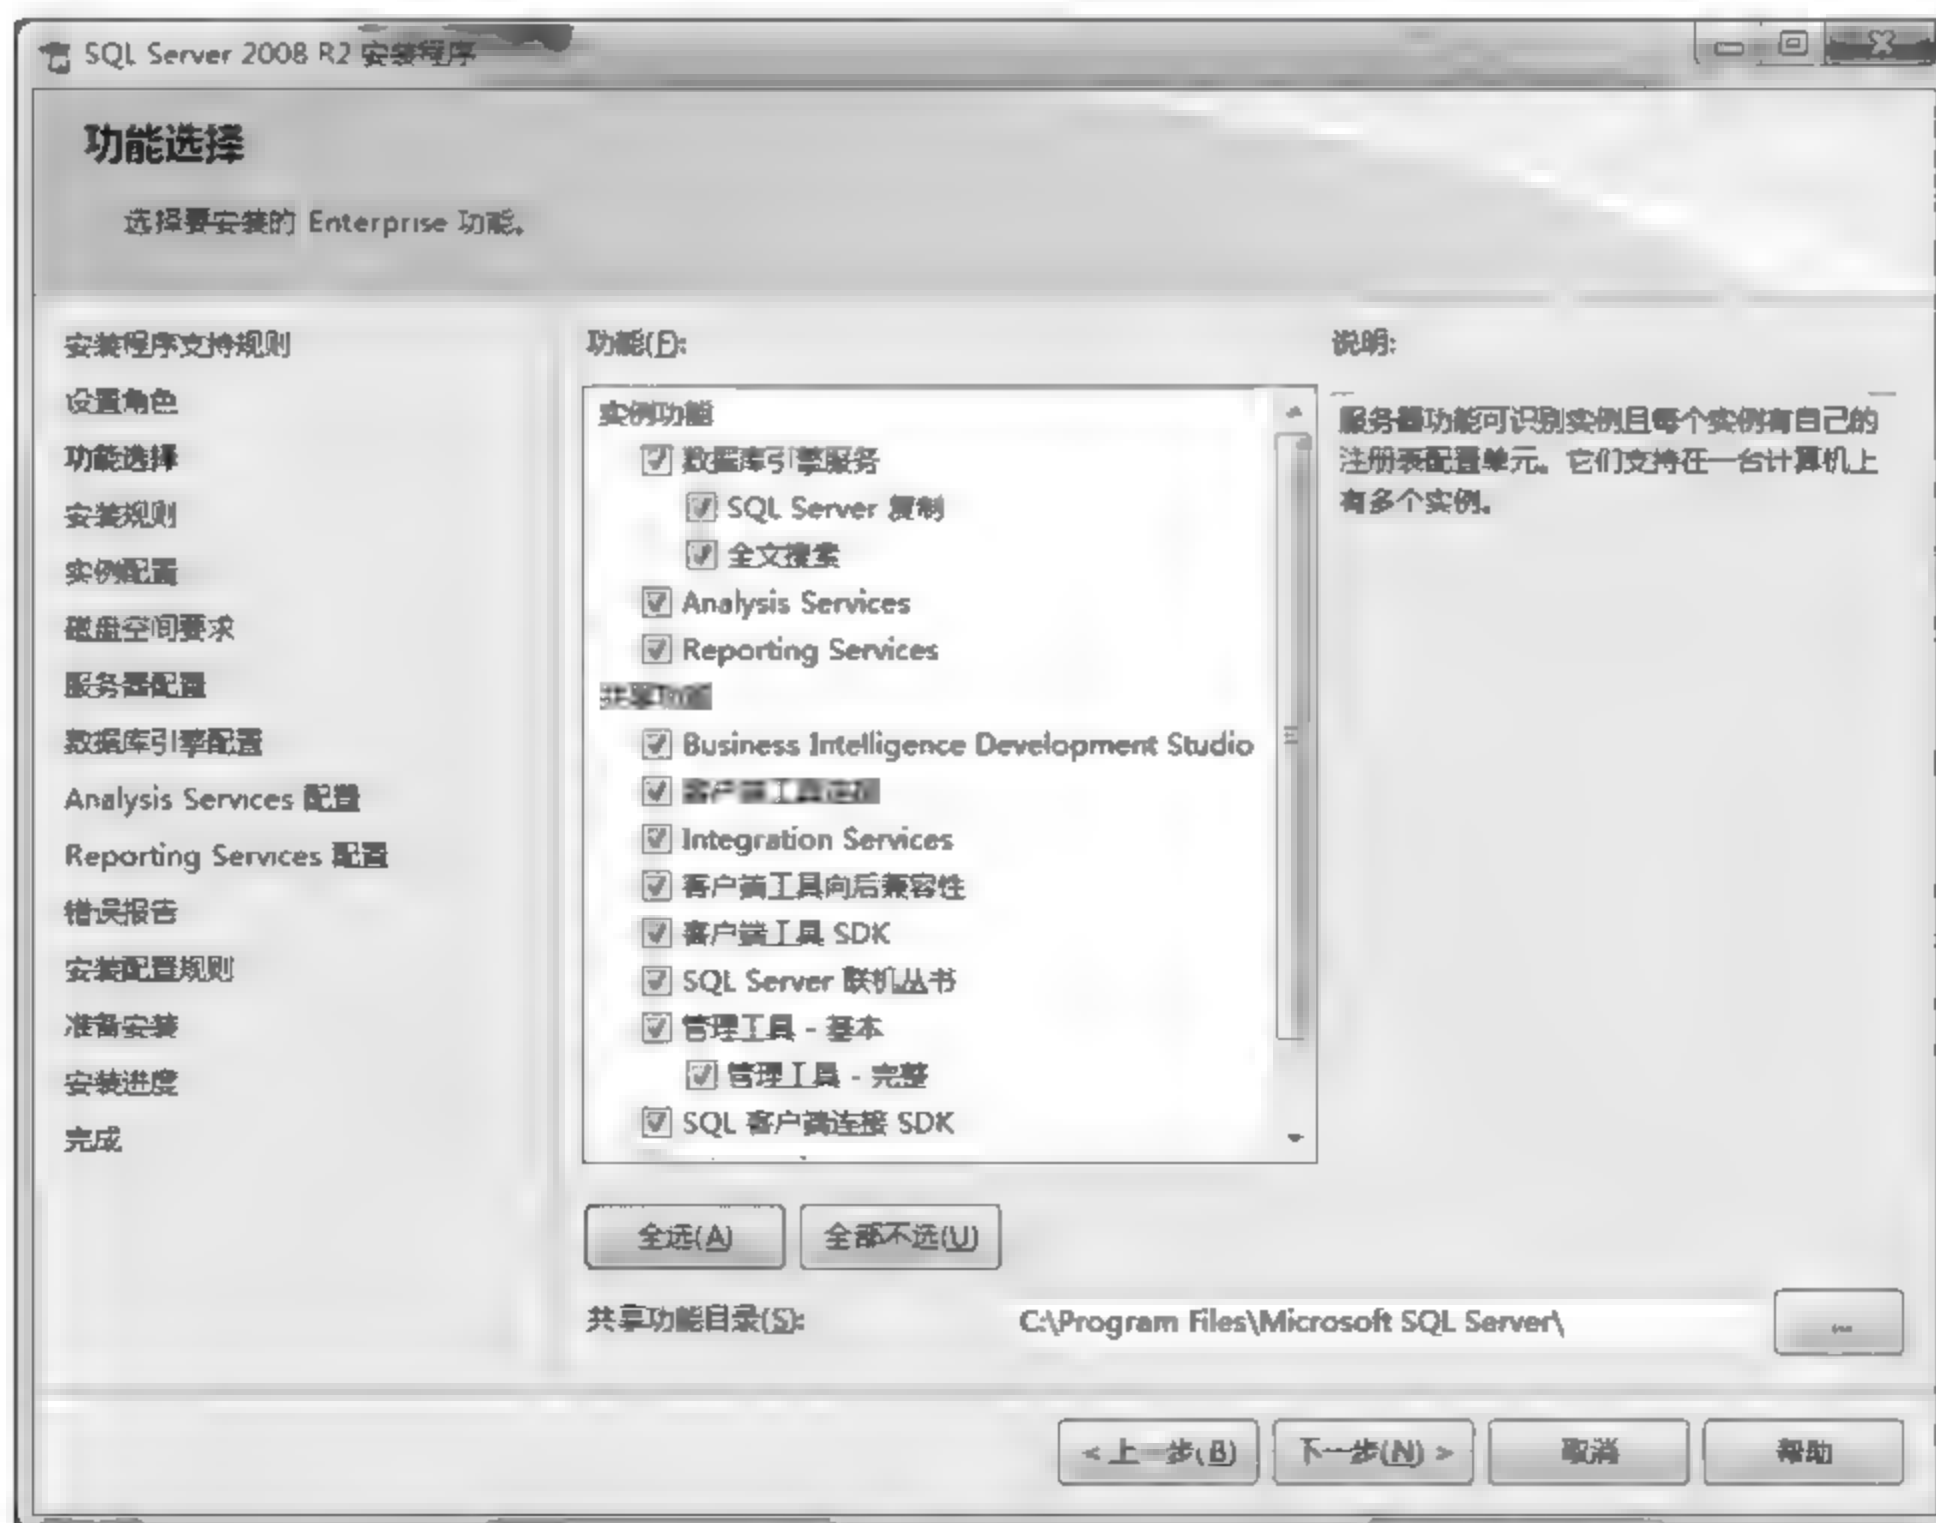 SQL Server 2008 R2 安装程序
功能选择
选择要安装的 Enterprise 功能。
安装程序支持规则
设置角色
功能选择
安装规则
实例配置
磁盘空间要求
服务器配置
数据库引擎配置
Analysis Services 配置
Reporting Services 配置
错误报告
安装配置规则
准备安装
安装进度
完成
功能(F):
实例功能
数据库引擎服务
SQL Server 复制
全文搜索
Analysis Services
Reporting Services
共享功能
Business Intelligence Development Studio
客户端工具连接
Integration Services
客户端工具向后兼容性
客户端工具 SDK
SQL Server 联机丛书
管理工具 - 基本
管理工具 - 完整
SQL 客户端连接 SDK
全选(A)
全部不选(U)
说明:
服务器功能可识别实例且每个实例有自己的
注册表配置单元。它们支持在一台计算机上
有多个实例。
共享功能目录(S):
C:\Program Files\Microsoft SQL Server\
...
< 上一步(B)
下一步(N) >
取消
帮助